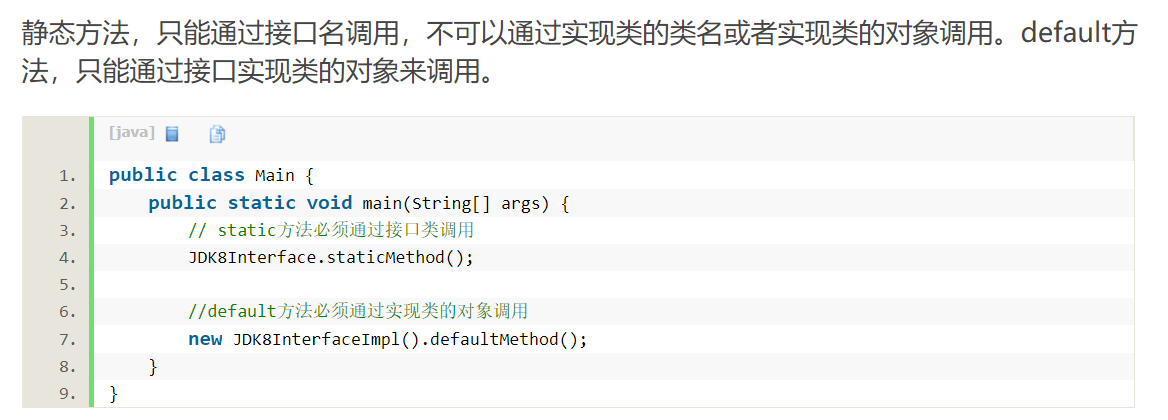 静态方法，只能通过接口名调用，不可以通过实现类的类名或者实现类的对象调用。default方
法，只能通过接口实现类的对象来调用。
[java]
1. public class Main {
2.     public static void main(String[] args) {
3.         // static方法必须通过接口类调用
4.         JDK8Interface.staticMethod();
5.
6.         //default方法必须通过实现类的对象调用
7.         new JDK8InterfaceImpl().defaultMethod();
8.     }
9. }